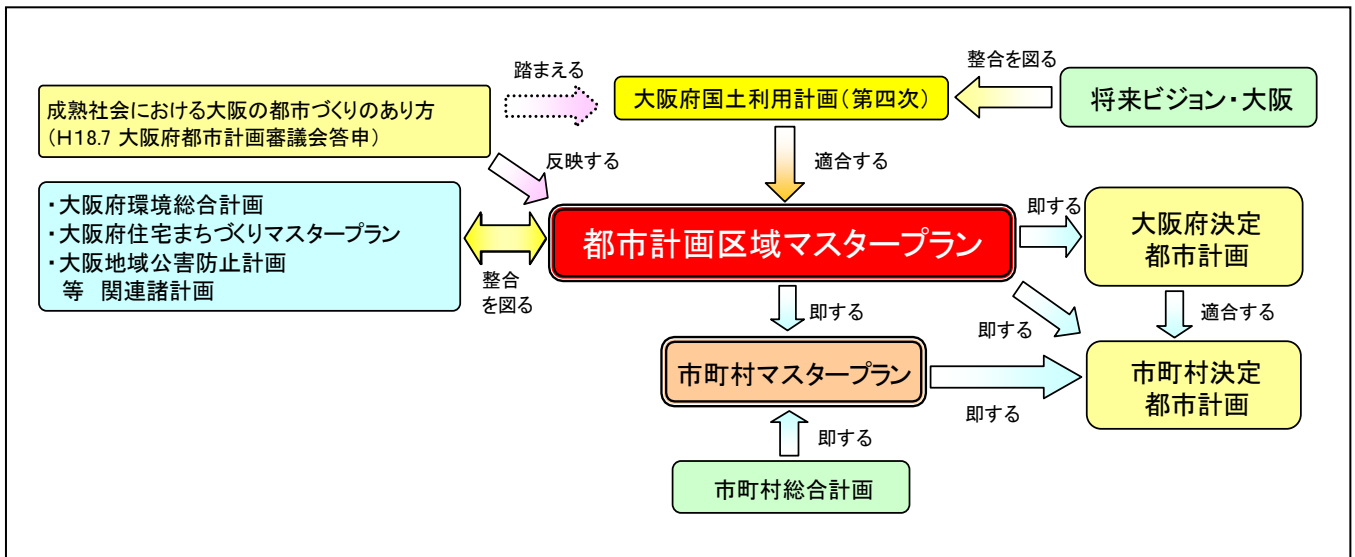 踏まえる
整合を図る
成熟社会における大阪の都市づくりのあり方
（H18.7 大阪府都市計画審議会答申）
大阪府国土利用計画（第四次）
将来ビジョン・大阪
反映する
適合する
・大阪府環境総合計画
・大阪府住宅まちづくりマスタープラン
・大阪地域公害防止計画
等　関連諸計画
整合
を図る
都市計画区域マスタープラン
即する
大阪府決定
都市計画
即する
即する
適合する
市町村マスタープラン
即する
市町村決定
都市計画
即する
市町村総合計画